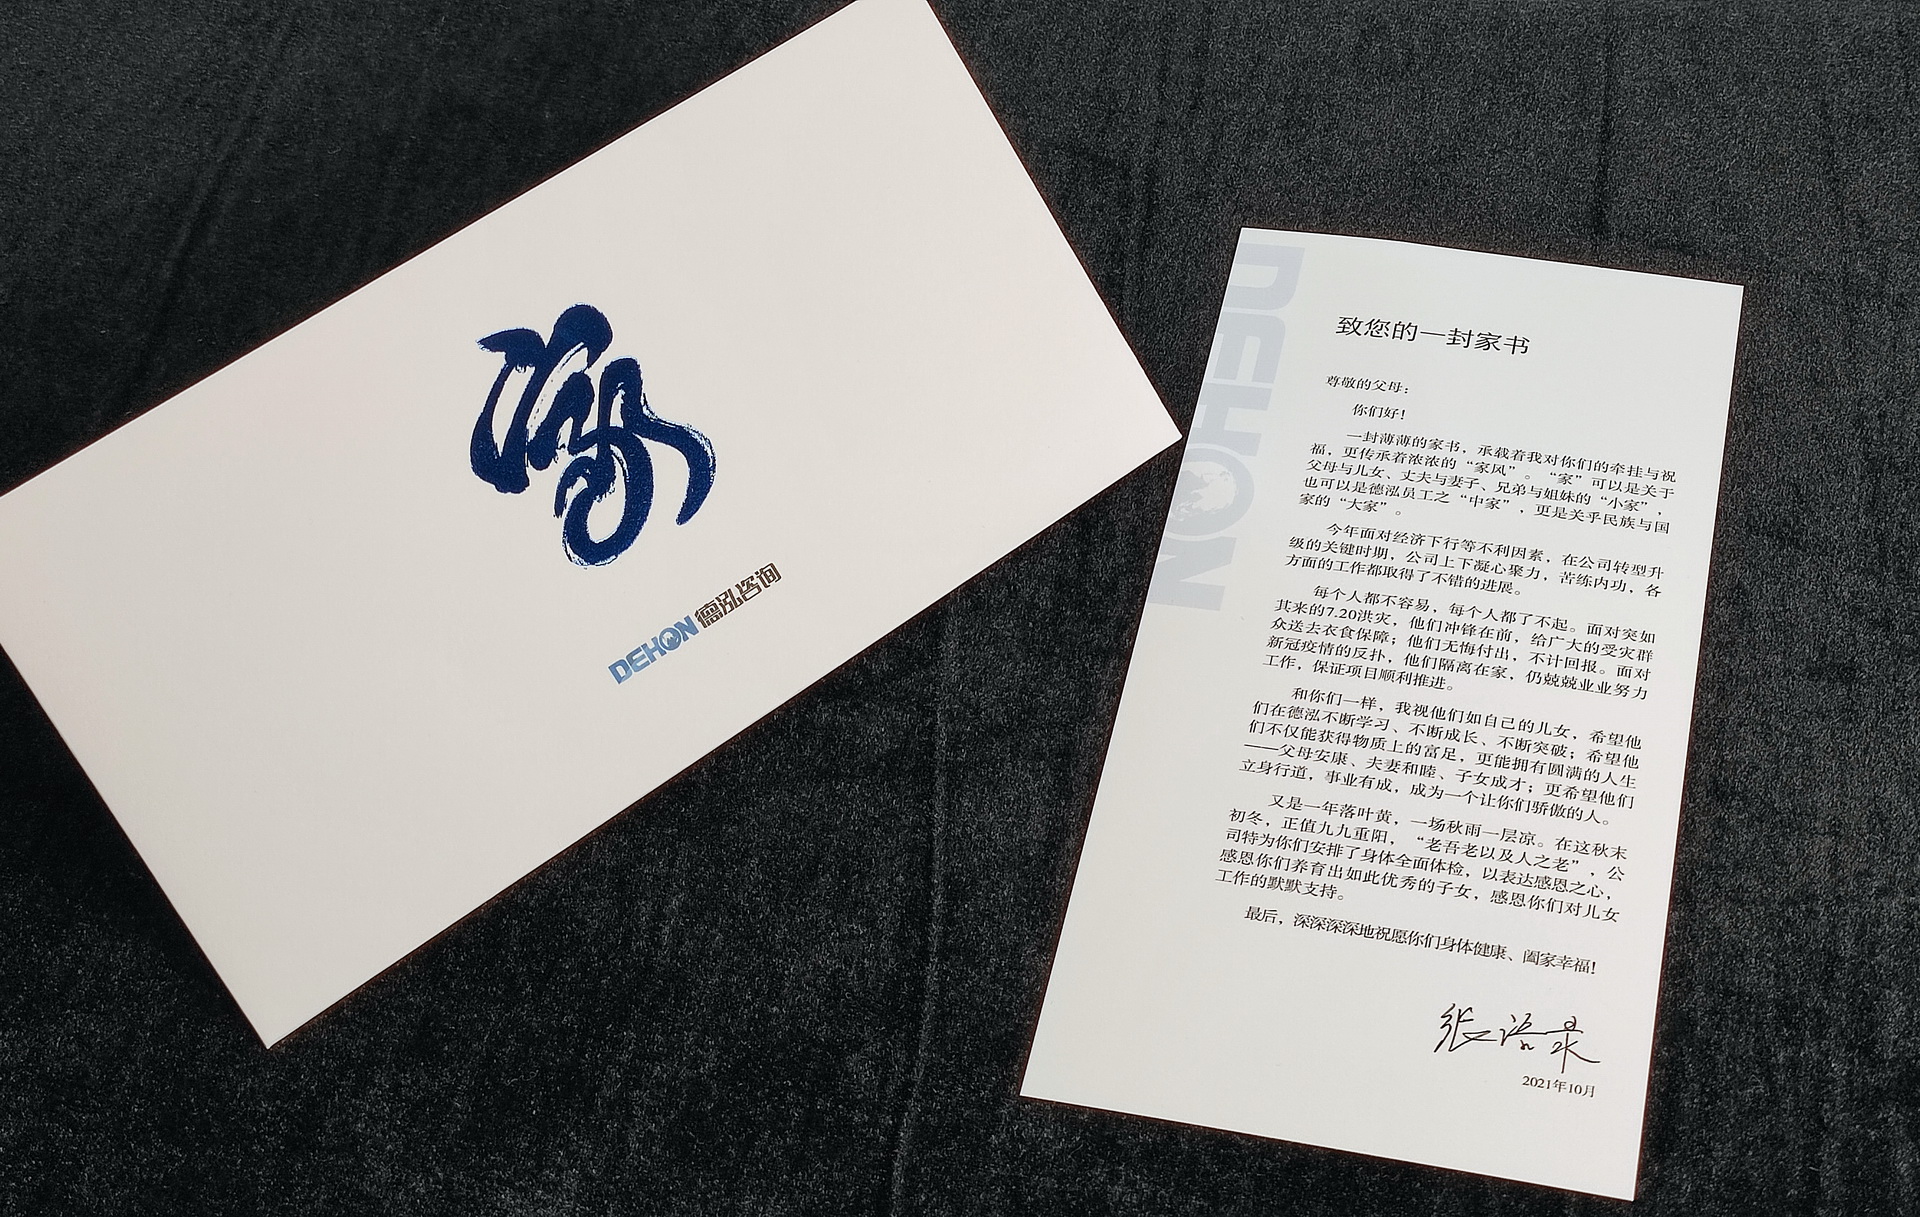 DEHON 德泓咨询
DEHON
致您的一封家书
尊敬的父母：
你们好！
一封薄薄的家书，承载着我对你们的牵挂与祝
福，更传承着浓浓的“家风”。“家”可以是关于
父母与儿女、丈夫与妻子、兄弟与姐妹的“小家”，
也可以是德泓员工之“中家”，更是关乎民族与国
家的“大家”。
今年面对经济下行等不利因素，在公司转型升
级的关键时期，公司上下凝心聚力，苦练内功，各
方面的工作都取得了不错的进展。
每个人都不容易，每个人都了不起。面对突如
其来的7.20洪灾，他们冲锋在前，给广大的受灾群
众送去衣食保障；他们无悔付出，不计回报。面对
新冠疫情的反扑，他们隔离在家，仍兢兢业业努力
工作，保证项目顺利推进。
和你们一样，我视他们如自己的儿女，希望他
们在德泓不断学习、不断成长、不断突破；希望他
们不仅能获得物质上的富足，更能拥有圆满的人生
——父母安康、夫妻和睦、子女成才；更希望他们
立身行道，事业有成，成为一个让你们骄傲的人。
又是一年落叶黄，一场秋雨一层凉。在这秋末
初冬，正值九九重阳，“老吾老以及人之老”，公
司特为你们安排了身体全面体检，以表达感恩之心，
感恩你们养育出如此优秀的子女，感恩你们对儿女
工作的默默支持。
最后，深深深深地祝愿你们身体健康、阖家幸福！
2021年10月